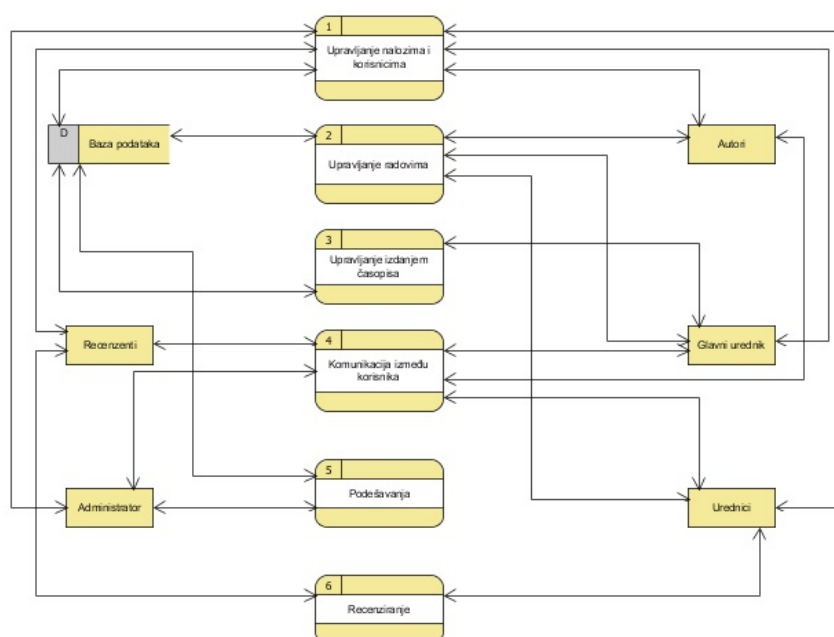 1
Upravljanje nalozima i
korisnicima
D
Baza podataka
2
Upravljanje radovima
Autori
3
Upravljanje izdanjem
časopisa
Recenzenti
4
Komunikacija između
korisnika
Glavni urednik
5
Podešavanja
Administrator
Urednici
6
Recenziranje